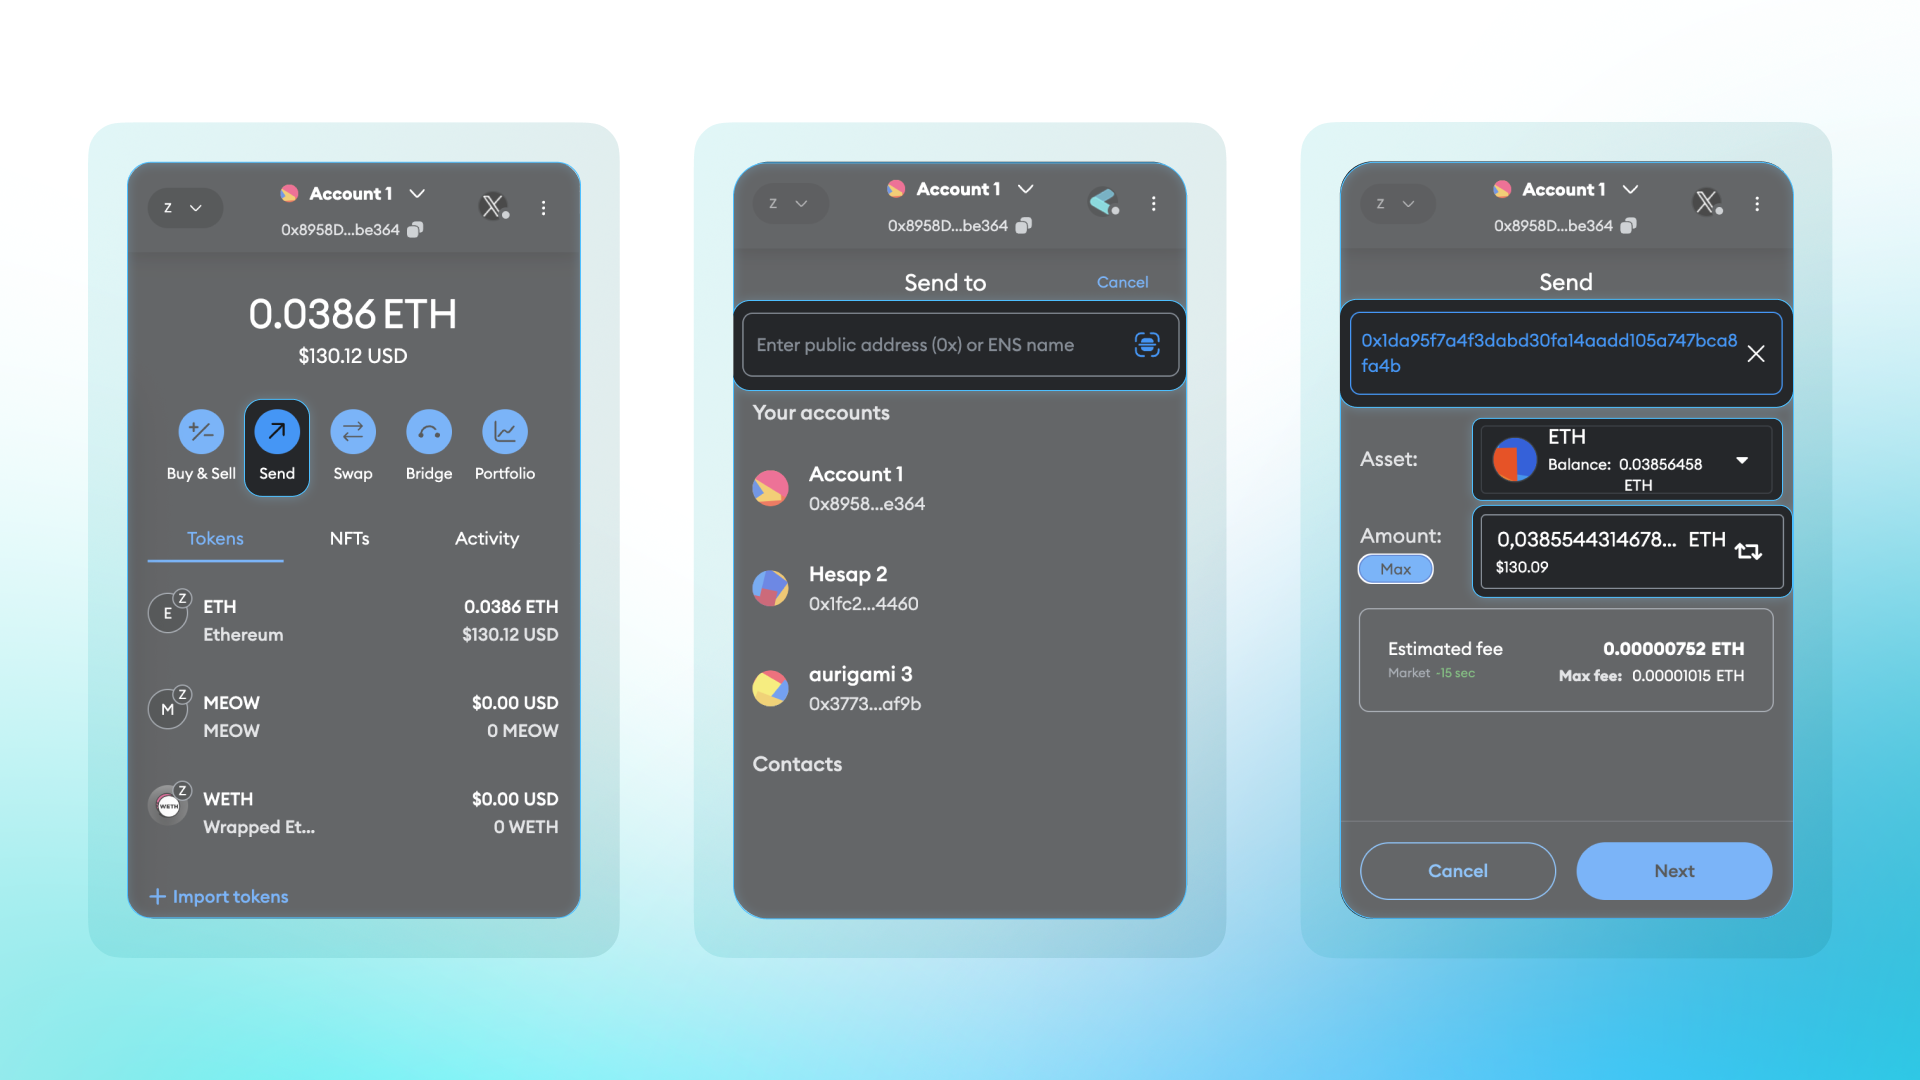 Z
Account 1
0x8958D...be364
0.0386 ETH
$130.12 USD
Buy & Sell
Send
Swap
Bridge
Portfolio
Tokens
NFTs
Activity
E
Z
ETH
0.0386 ETH
Ethereum
$130.12 USD
M
Z
MEOW
$0.00 USD
MEOW
0 MEOW
WETH
Z
WETH
$0.00 USD
Wrapped Et...
0 WETH
+ Import tokens
Z
Account 1
0x8958D...be364
Send to
Cancel
Enter public address (0x) or ENS name
Your accounts
Account 1
0x8958...e364
Hesap 2
0x1fc2...4460
aurigami 3
0x3773...af9b
Contacts
Z
Account 1
0x8958D...be364
Send
0x1da95f7a4f3dabd30fa14aadd105a747bca8
fa4b
Asset:
ETH
Balance: 0.03856458
ETH
Amount:
Max
0,0385544314678... ETH
$130.09
Estimated fee
0.00000752 ETH
Market ~15 sec
Max fee: 0.00001015 ETH
Cancel
Next